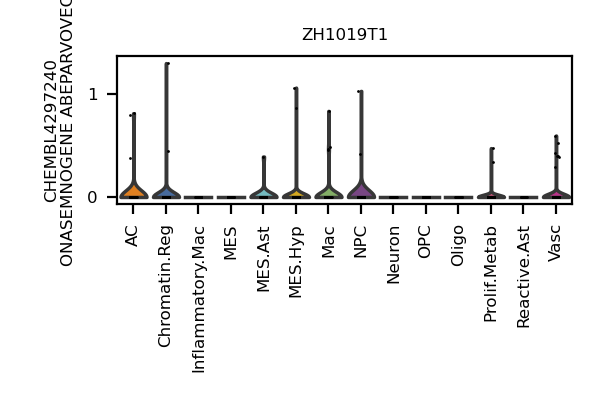 ZH1019T1
CHEMBL4297240
ONASEMNOGENE
1
0
AC
Chromatin.Reg
Inflammatory.Mac
MES
MES.Ast
MES.Hyp
Mac
NPC
Neuron
OPC
Oligo
Prolif.Metab
Reactive.Ast
Vasc